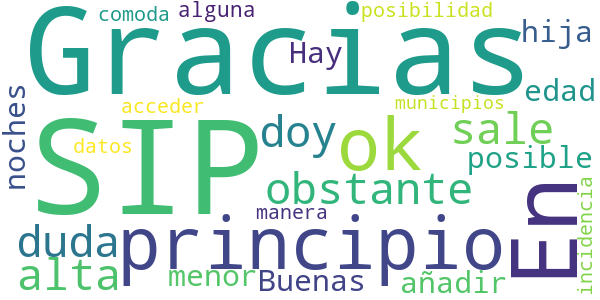 comoda alguna posibilidad
Gracias
Hay hija
noches acceder municipios edad
SIP doy ok sale
datos posible
obstante En
manera incidencia
duda principio
alta menor Buenas añadir